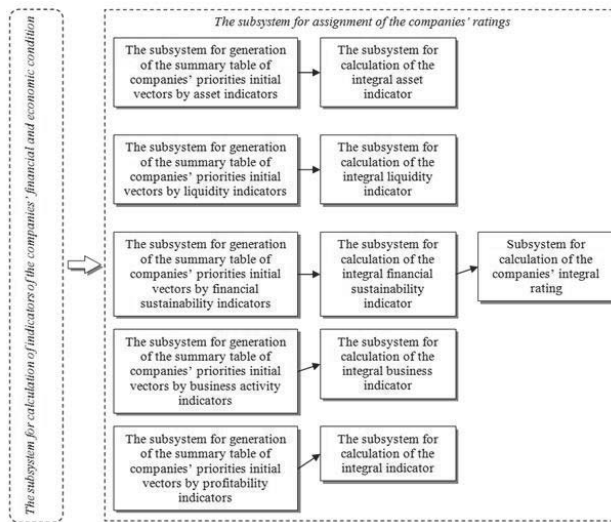 The subsystem for calculation of indicators of the companies' financial and economic condition
The subsystem for assignment of the companies' ratings
The subsystem for generation
of the summary table of
companies' priorities initial
vectors by asset indicators
The subsystem for
calculation of the
integral asset
indicator
The subsystem for generation
of the summary table of
companies' priorities initial
vectors by liquidity indicators
The subsystem for
calculation of the
integral liquidity
indicator
The subsystem for generation
of the summary table of
companies' priorities initial
vectors by financial
sustainability indicators
The subsystem for
calculation of the
integral financial
sustainability
indicator
Subsystem for
calculation of the
companies' integral
rating
The subsystem for generation
of the summary table of
companies' priorities initial
vectors by business activity
indicators
The subsystem for
calculation of the
integral business
indicator
The subsystem for generation
of the summary table of
companies' priorities initial
vectors by profitability
indicators
The subsystem for
calculation of the
integral indicator